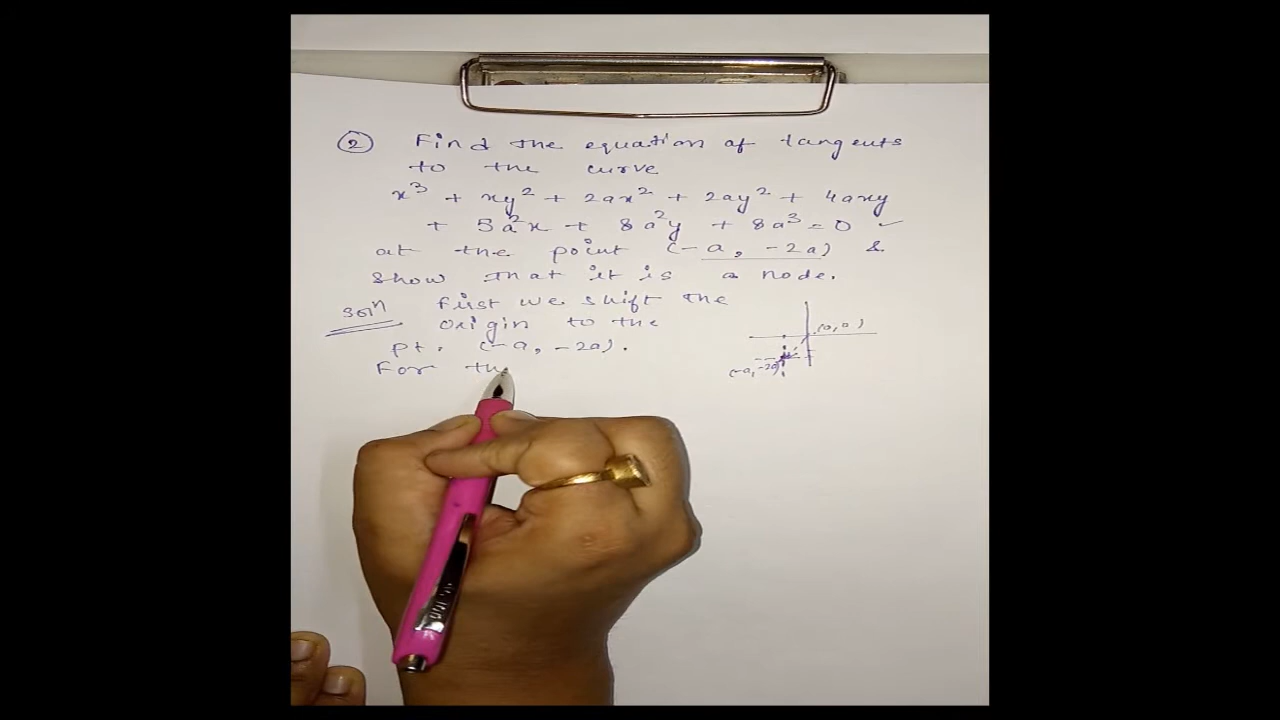 ② Find the equation of tangents
to the curve
x³ + xy² + 2ax² + 2ay² + 4axy
+ 5a²x + 8a²y + 8a³ = 0 ✓
at the point (-a, -2a) &
show that it is a node.
Solⁿ First we shift the
origin to the
pt. (-a, -2a).
For the
(0,0)
(-a, -2a)